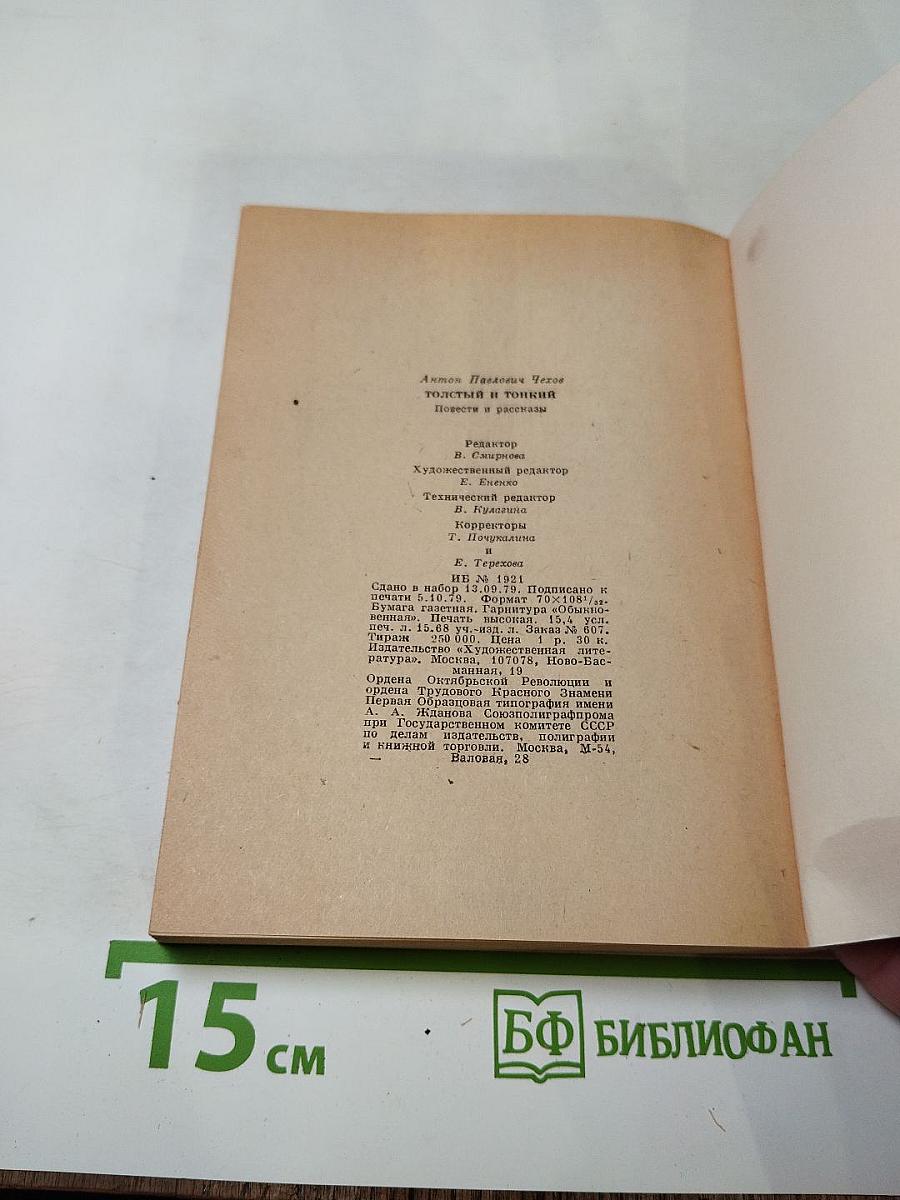 Антон Павлович Чехов
ТОЛСТЫЙ И ТОНКИЙ
Повести и рассказы
Редактор
В. Смирнова
Художественный редактор
Е. Ененко
Технический редактор
В. Кулагина
Корректоры
Т. Почукалина
и
Е. Терехова
ИБ № 1921
Сдано в набор 13.09.79. Подписано к
печати 5.10.79. Формат 70×108¹/₃₂.
Бумага газетная. Гарнитура «Обыкно-
венная». Печать высокая. 15,4 усл.
печ. л. 15.68 уч.-изд. л. Заказ № 607.
Тираж 250 000. Цена 1 р. 30 к.
Издательство «Художественная лите-
ратура». Москва, 107078, Ново-Бас-
манная, 19
Ордена Октябрьской Революции и
ордена Трудового Красного Знамени
Первая Образцовая типография имени
А. А. Жданова Союзполиграфпрома
при Государственном комитете СССР
по делам издательств, полиграфии
и книжной торговли. Москва, М-54,
Валовая, 28
15 см
БФ БИБЛИОФАН